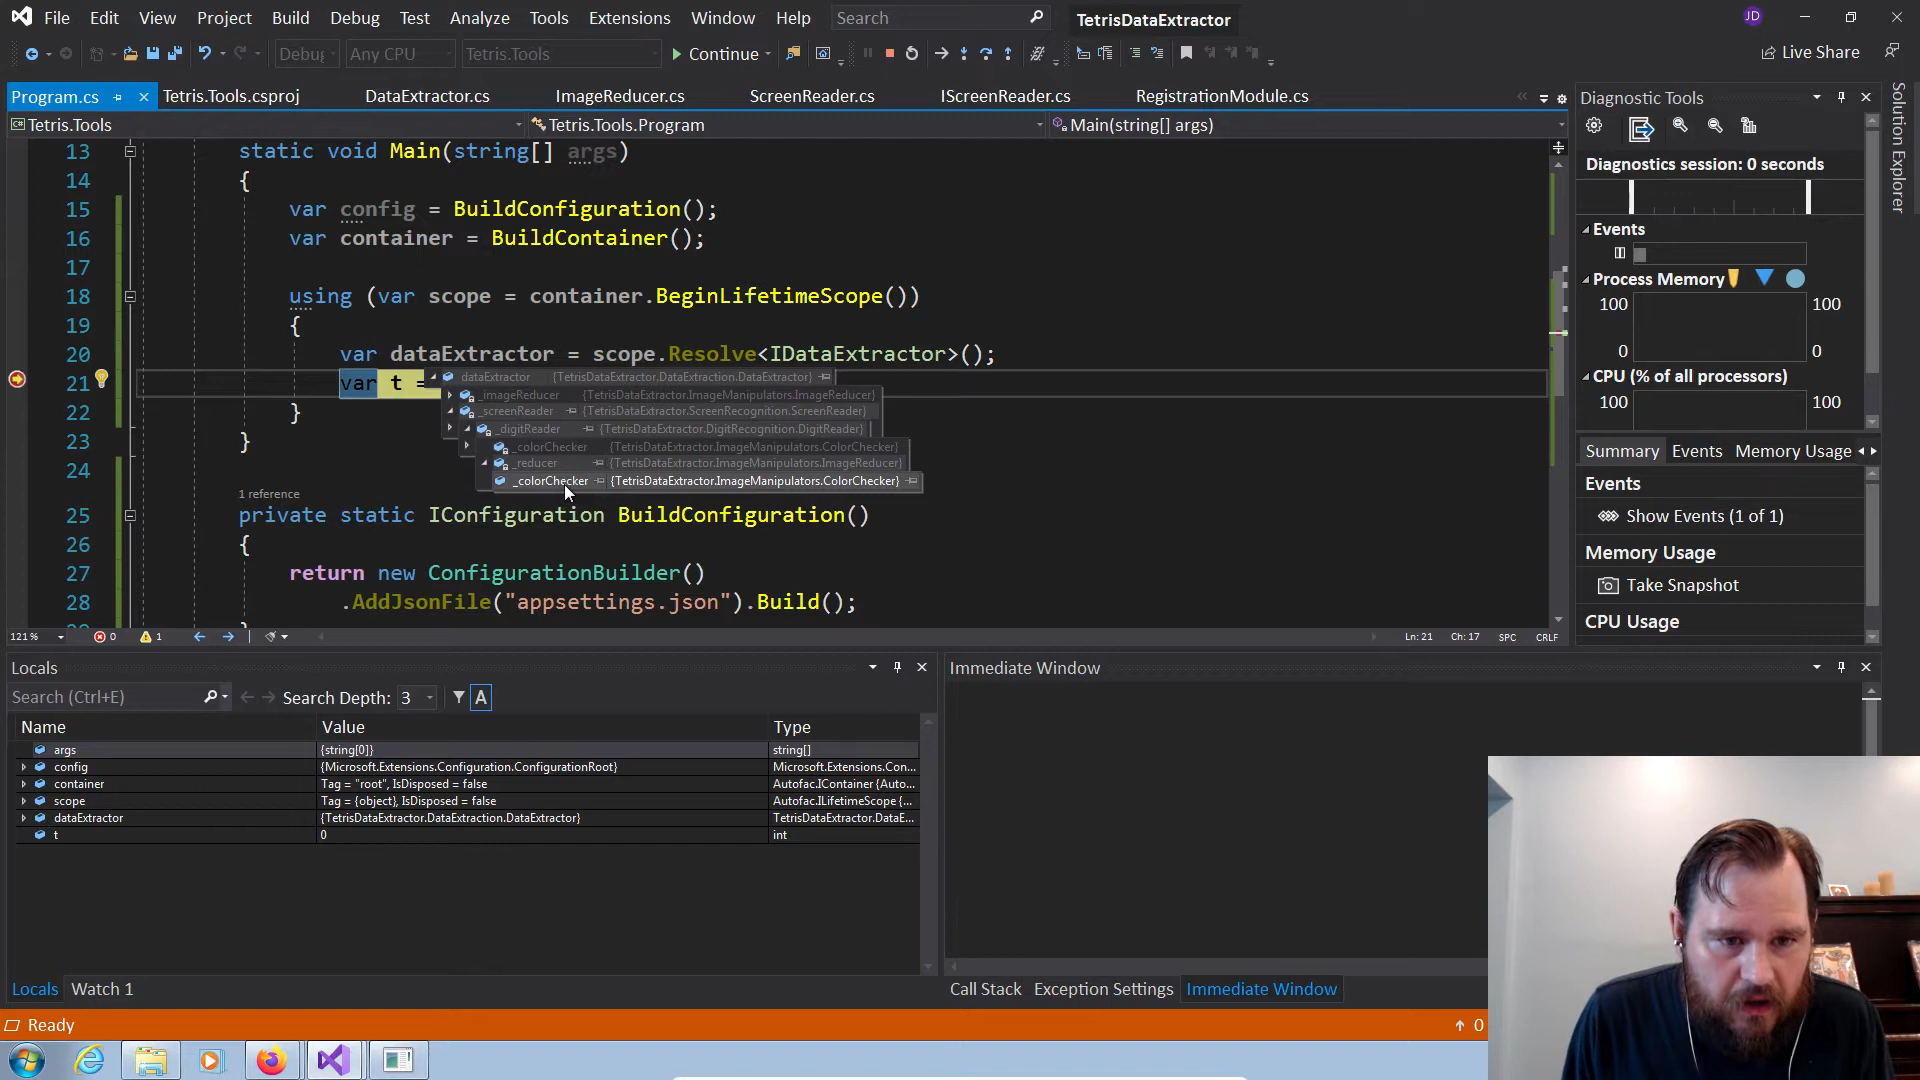 File Edit View Project Build Debug Test Analyze Tools Extensions Window Help Search TetrisDataExtractor JD
Debug Any CPU Tetris.Tools Continue Live Share
Program.cs Tetris.Tools.csproj DataExtractor.cs ImageReducer.cs ScreenReader.cs IScreenReader.cs RegistrationModule.cs
Tetris.Tools Tetris.Tools.Program Main(string[] args)
13 static void Main(string[] args)
14 {
15 var config = BuildConfiguration();
16 var container = BuildContainer();
17
18 using (var scope = container.BeginLifetimeScope())
19 {
20 var dataExtractor = scope.Resolve<IDataExtractor>();
21 var t =
dataExtractor {TetrisDataExtractor.DataExtraction.DataExtractor}
_imageReducer {TetrisDataExtractor.ImageManipulators.ImageReducer}
_screenReader {TetrisDataExtractor.ScreenRecognition.ScreenReader}
_digitReader {TetrisDataExtractor.DigitRecognition.DigitReader}
_colorChecker {TetrisDataExtractor.ImageManipulators.ColorChecker}
_reducer {TetrisDataExtractor.ImageManipulators.ImageReducer}
_colorChecker {TetrisDataExtractor.ImageManipulators.ColorChecker}
22 }
23 }
24
1 reference
25 private static IConfiguration BuildConfiguration()
26 {
27 return new ConfigurationBuilder()
28 .AddJsonFile("appsettings.json").Build();
121 % 0 1 Ln: 21 Ch: 17 SPC CRLF
Diagnostic Tools
Diagnostics session: 0 seconds
Events
Process Memory
100 100
0 0
CPU (% of all processors)
100 100
Summary Events Memory Usage
Events
Show Events (1 of 1)
Memory Usage
Take Snapshot
CPU Usage
Solution Explorer
Locals
Search (Ctrl+E) Search Depth: 3 A
Name Value Type
args {string[0]} string[]
config {Microsoft.Extensions.Configuration.ConfigurationRoot} Microsoft.Extensions.Con...
container Tag = "root", IsDisposed = false Autofac.IContainer {Auto...
scope Tag = {object}, IsDisposed = false Autofac.ILifetimeScope {...
dataExtractor {TetrisDataExtractor.DataExtraction.DataExtractor} TetrisDataExtractor.DataE...
t 0 int
Locals Watch 1
Immediate Window
Call Stack Exception Settings Immediate Window
Ready 0